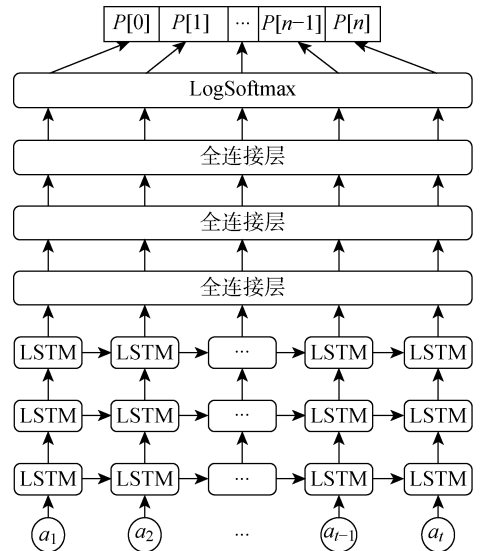 P[0] P[1] ... P[n−1] P[n]
LogSoftmax
全连接层
全连接层
全连接层
LSTM LSTM ... LSTM LSTM
LSTM LSTM ... LSTM LSTM
LSTM LSTM ... LSTM LSTM
a1 a2 ... at−1 at